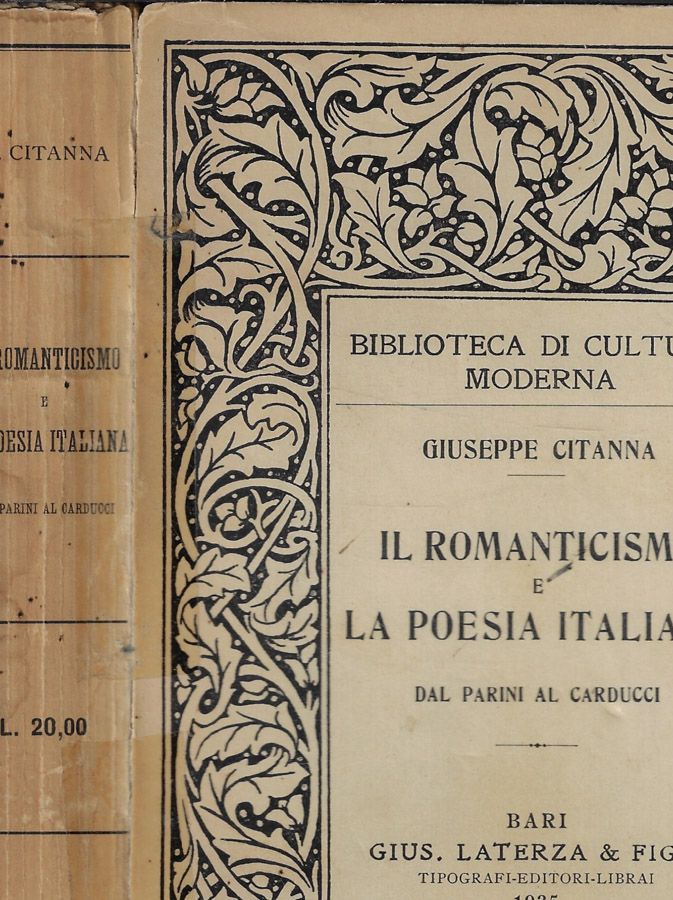 . CITANNA
ROMANTICISMO
E
OESIA ITALIANA
PARINI AL CARDUCCI
L. 20,00
BIBLIOTECA DI CULTU
MODERNA
GIUSEPPE CITANNA
IL ROMANTICISM
E
LA POESIA ITALIA
DAL PARINI AL CARDUCCI
BARI
GIUS. LATERZA & FIG
TIPOGRAFI-EDITORI-LIBRAI
1935